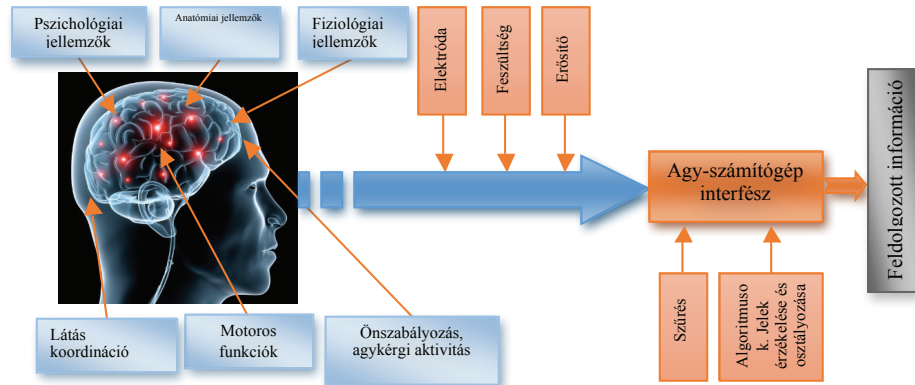 Pszichológiai
jellemzők
Anatómiai jellemzők
Fiziológiai
jellemzők
Elektróda
Feszültség
Erősítő
Agy-számítógép
interfész
Feldolgozott információ
Látás
koordináció
Motoros
funkciók
Önszabályozás,
agykérgi aktivitás
Szűrés
Algoritmuso
k. Jelek
érzékelése és
osztályozása